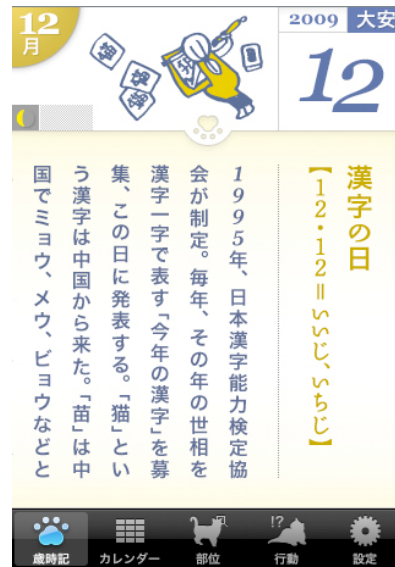 12
月
2009 大安
12
漢字の日
【12・12＝いいじ、いちじ】
1995年、日本漢字能力検定協
会が制定。毎年、その年の世相を
漢字一字で表す「今年の漢字」を募
集、この日に発表する。「猫」とい
う漢字は中国から来た。「苗」は中
国でミョウ、メウ、ビョウなどと
歳時記
カレンダー
部位
!?
行動
設定